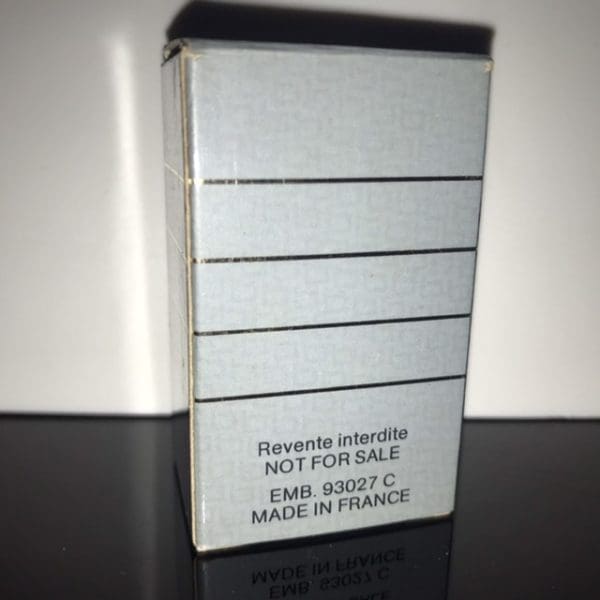 Revente interdite
NOT FOR SALE
EMB. 93027 C
MADE IN FRANCE